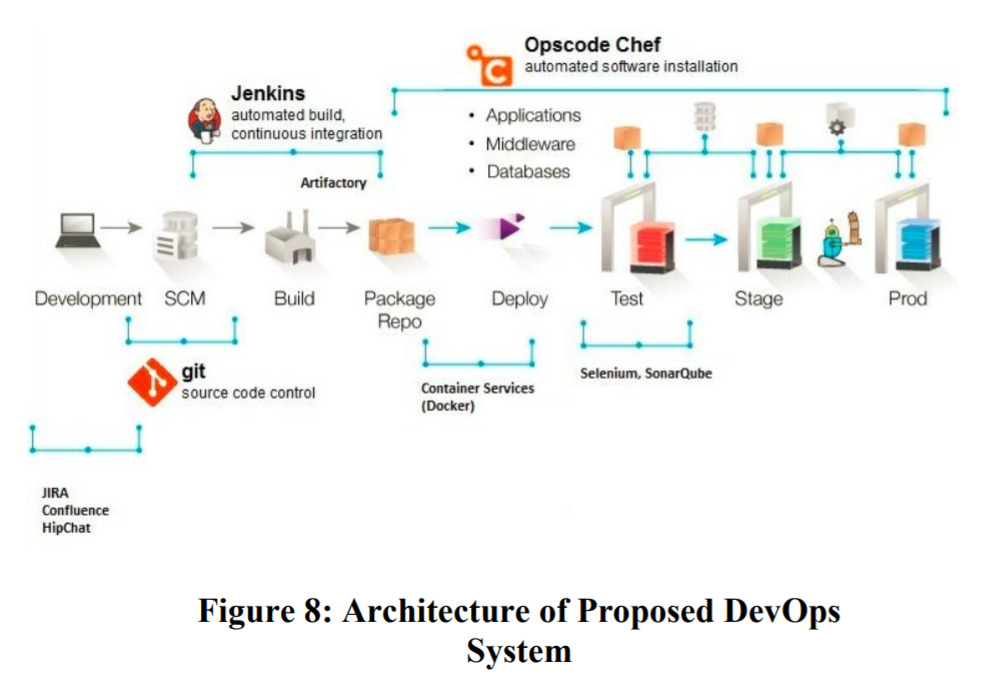 Opscode Chef
automated software installation
Jenkins
automated build,
continuous integration
• Applications
• Middleware
• Databases
Artifactory
Development
SCM
Build
Package
Repo
Deploy
Test
Stage
Prod
git
source code control
Container Services
(Docker)
Selenium, SonarQube
JIRA
Confluence
HipChat
Figure 8: Architecture of Proposed DevOps
System